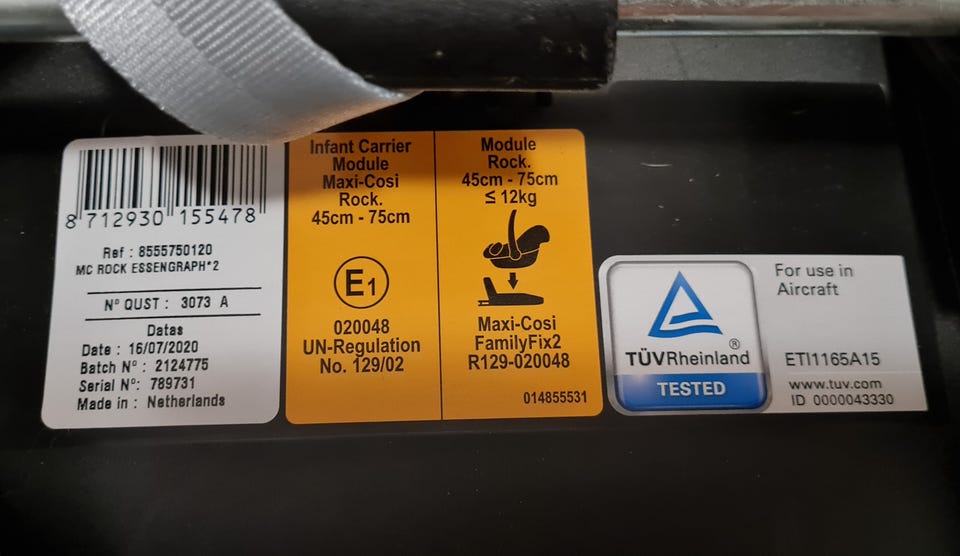 8 712930 155478
Ref : 8555750120
MC ROCK ESSENGRAPH*2
N° QUST : 3073 A
Datas
Date : 16/07/2020
Batch N° : 2124775
Serial N°: 789731
Made in : Netherlands
Infant Carrier
Module
Maxi-Cosi
Rock.
45cm - 75cm
E1
020048
UN-Regulation
No. 129/02
Module
Rock.
45cm - 75cm
≤ 12kg
Maxi-Cosi
FamilyFix2
R129-020048
014855531
TÜVRheinland®
TESTED
For use in
Aircraft
ETI1165A15
www.tuv.com
ID 0000043330